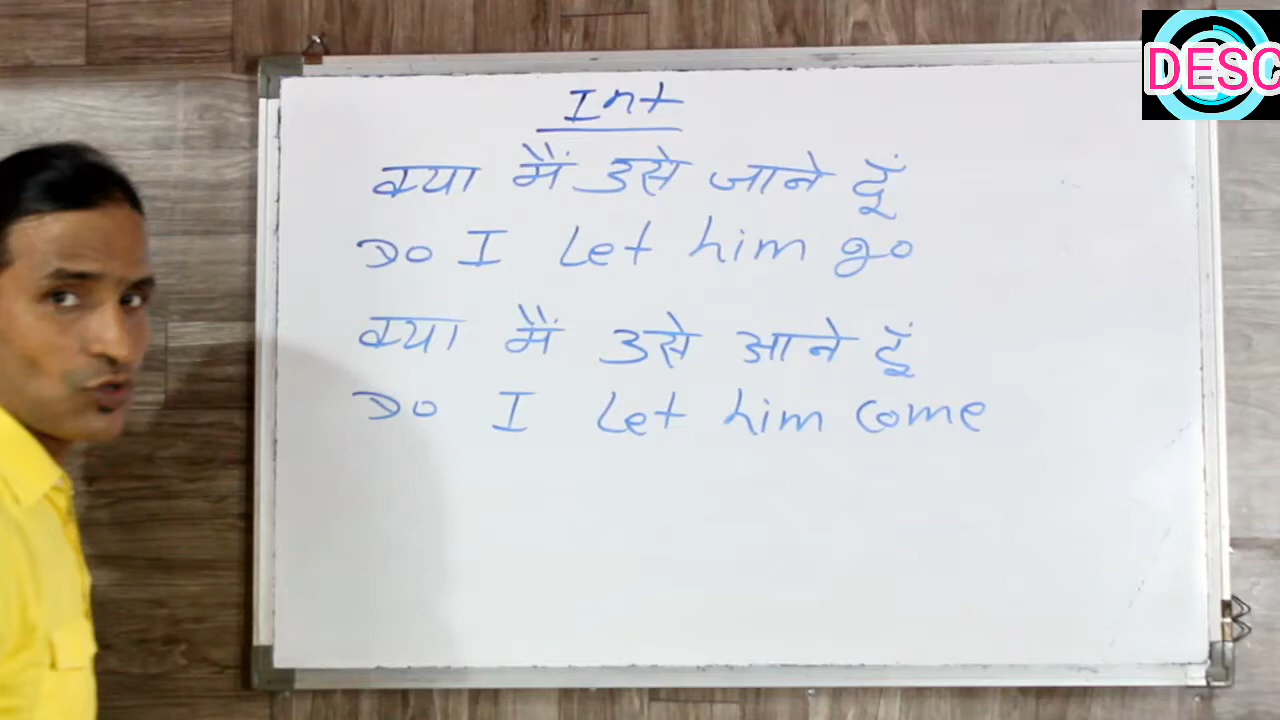 DESC
Int
क्या मैं उसे जाने दूँ
Do I Let him go
क्या मैं उसे आने दूँ
Do I Let him come